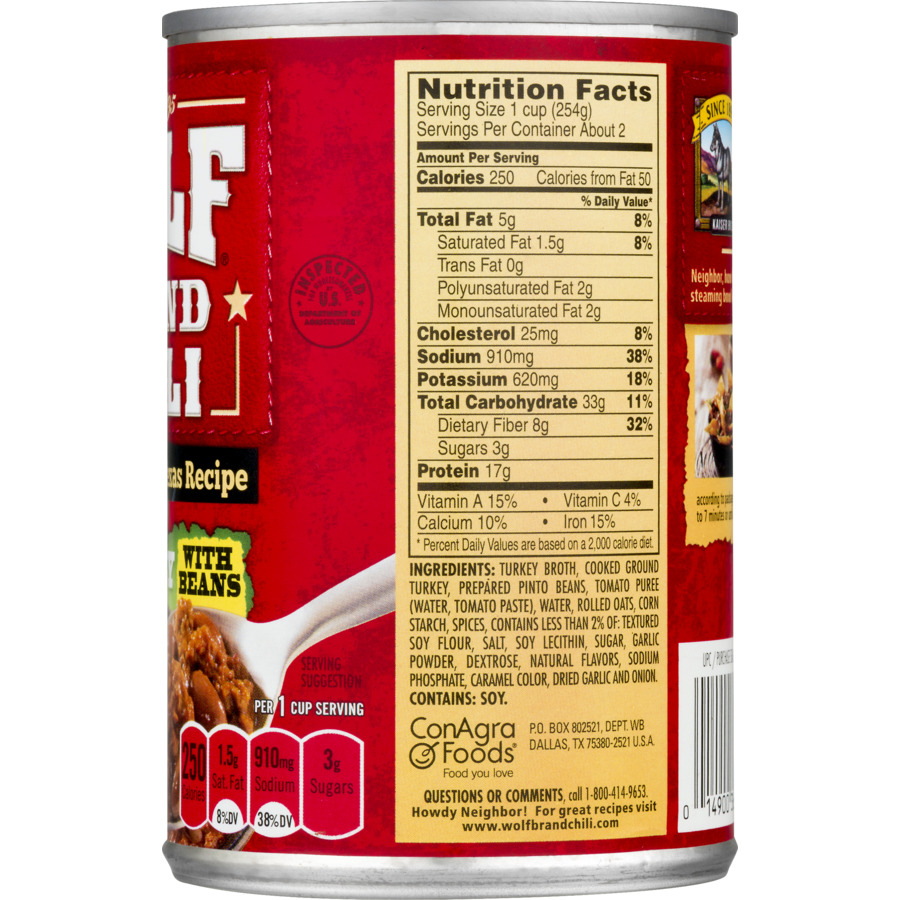 LF
ND
LI
Recipe
WITH
BEANS
INSPECTED
U.S.
DEPARTMENT OF
AGRICULTURE
SERVING
SUGGESTION
PER 1 CUP SERVING
250
Calories
1.5g
Sat. Fat
8%DV
910mg
Sodium
38%DV
3g
Sugars
Nutrition Facts
Serving Size 1 cup (254g)
Servings Per Container About 2
Amount Per Serving
Calories 250 Calories from Fat 50
% Daily Value*
Total Fat 5g 8%
Saturated Fat 1.5g 8%
Trans Fat 0g
Polyunsaturated Fat 2g
Monounsaturated Fat 2g
Cholesterol 25mg 8%
Sodium 910mg 38%
Potassium 620mg 18%
Total Carbohydrate 33g 11%
Dietary Fiber 8g 32%
Sugars 3g
Protein 17g
Vitamin A 15% • Vitamin C 4%
Calcium 10% • Iron 15%
* Percent Daily Values are based on a 2,000 calorie diet.
INGREDIENTS: TURKEY BROTH, COOKED GROUND
TURKEY, PREPARED PINTO BEANS, TOMATO PUREE
(WATER, TOMATO PASTE), WATER, ROLLED OATS, CORN
STARCH, SPICES, CONTAINS LESS THAN 2% OF: TEXTURED
SOY FLOUR, SALT, SOY LECITHIN, SUGAR, GARLIC
POWDER, DEXTROSE, NATURAL FLAVORS, SODIUM
PHOSPHATE, CARAMEL COLOR, DRIED GARLIC AND ONION.
CONTAINS: SOY.
ConAgra
Foods®
Food you love
P.O. BOX 802521, DEPT. WB
DALLAS, TX 75380-2521 U.S.A.
QUESTIONS OR COMMENTS, call 1-800-414-9653.
Howdy Neighbor! For great recipes visit
www.wolfbrandchili.com
SINCE
KAISER
Neighbor,
steaming
according to
to 7 minutes
UPC /
0 14900